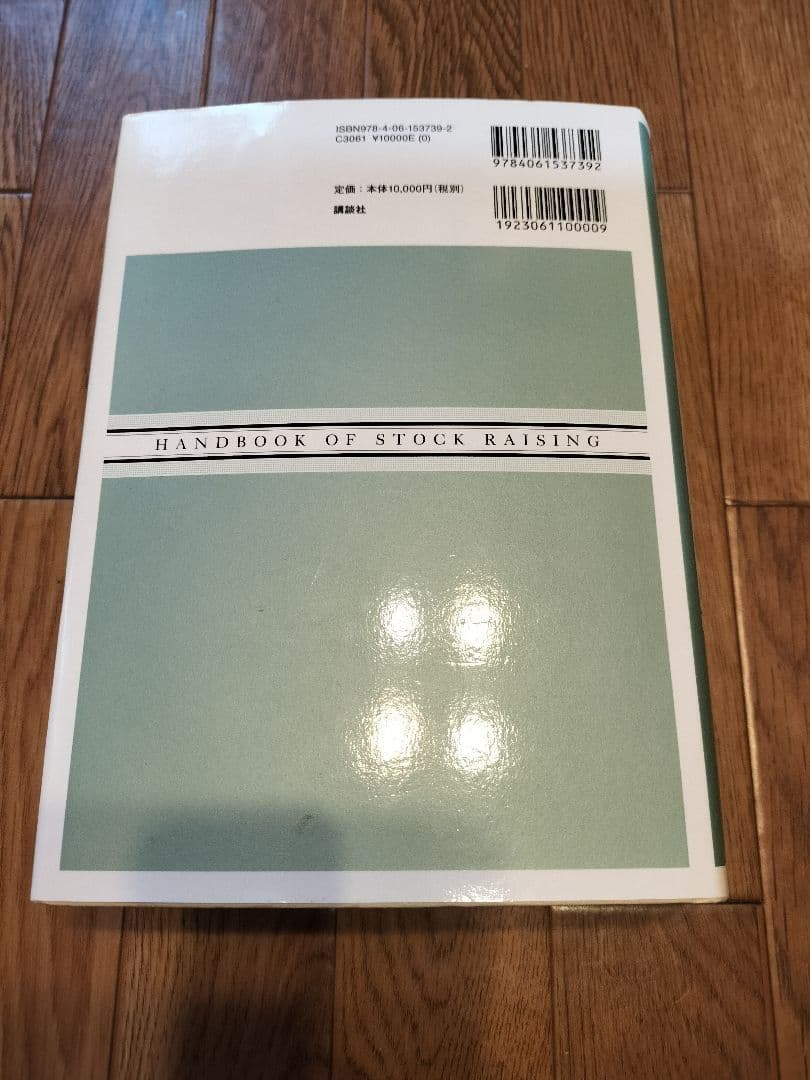 ISBN978-4-06-153739-2
C3061 ¥10000E (0)
9784061537392
定価：本体10,000円（税別）
講談社
1923061100009
HANDBOOK OF STOCK RAISING